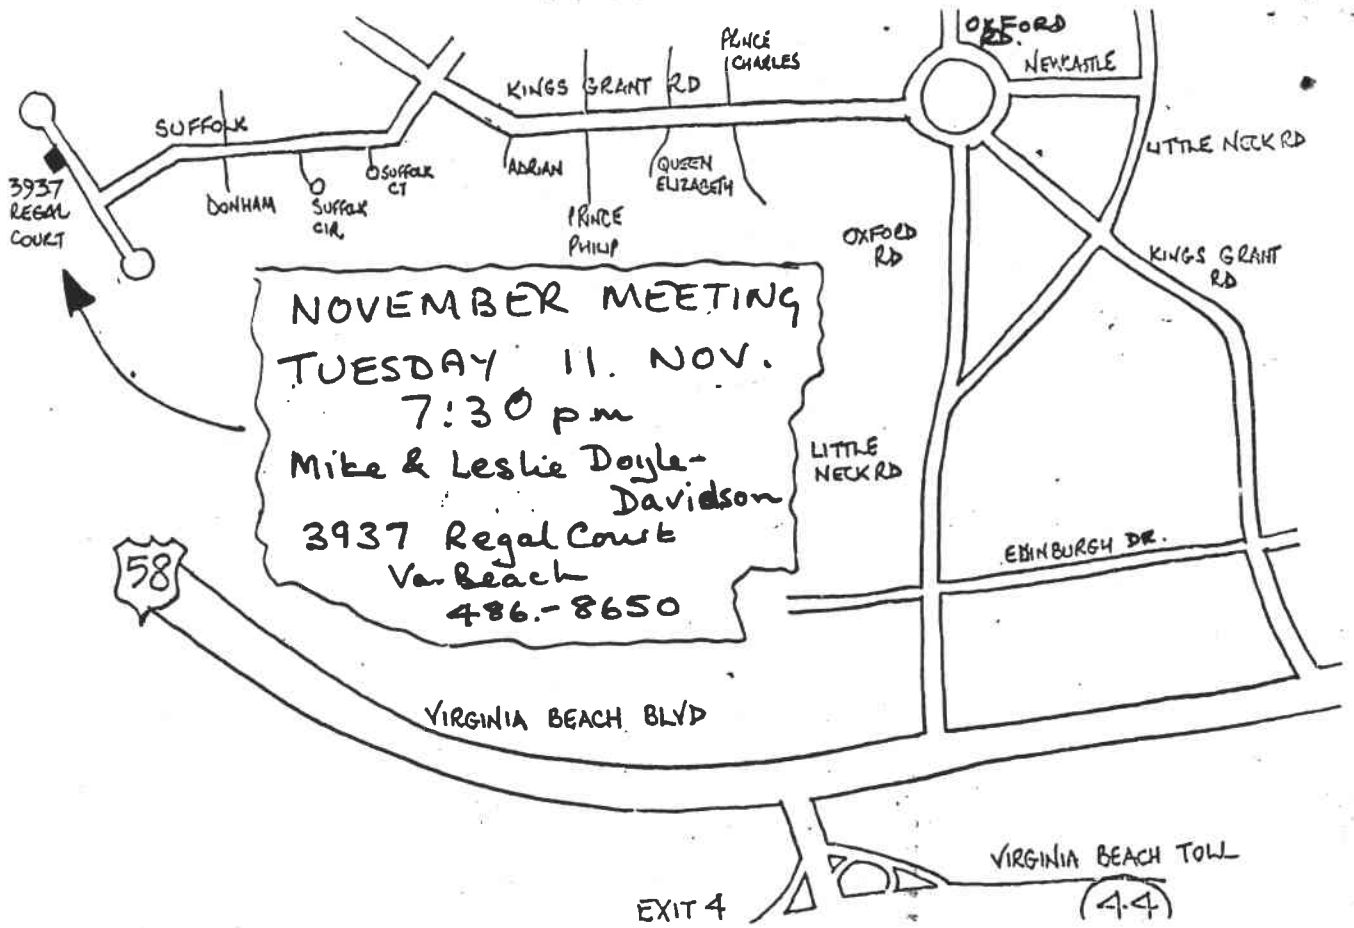 OXFORD
RD.
PRINCE
CHARLES
NEWCASTLE
KINGS GRANT RD
SUFFOLK
LITTLE NECK RD
3937
REGAL
COURT
DONHAM
SUFFOLK
CIR.
SUFFOLK
CT
ADRIAN
QUEEN
ELIZABETH
PRINCE
PHILIP
OXFORD
RD
KINGS GRANT
RD
NOVEMBER MEETING
TUESDAY 11. NOV.
7:30 p.m
Mike & Leslie Doyle-
Davidson
3937 Regal Court
Va. Beach
486.-8650
LITTLE
NECK RD
EDINBURGH DR.
58
VIRGINIA BEACH BLVD
VIRGINIA BEACH TOLL
44
EXIT 4